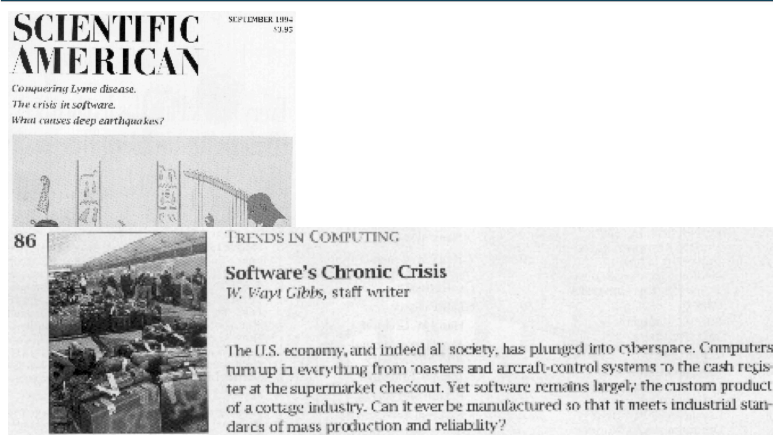 SCIENTIFIC
AMERICAN
SEPTEMBER 1994
$3.95
Conquering Lyme disease.
The crisis in software.
What causes deep earthquakes?
86
TRENDS IN COMPUTING
Software's Chronic Crisis
W. Wayt Gibbs, staff writer
The U.S. economy, and indeed all society, has plunged into cyberspace. Computers
turn up in everything from toasters and aircraft-control systems to the cash regis-
ter at the supermarket checkout. Yet software remains largely the custom product
of a cottage industry. Can it ever be manufactured so that it meets industrial stan-
dards of mass production and reliability?